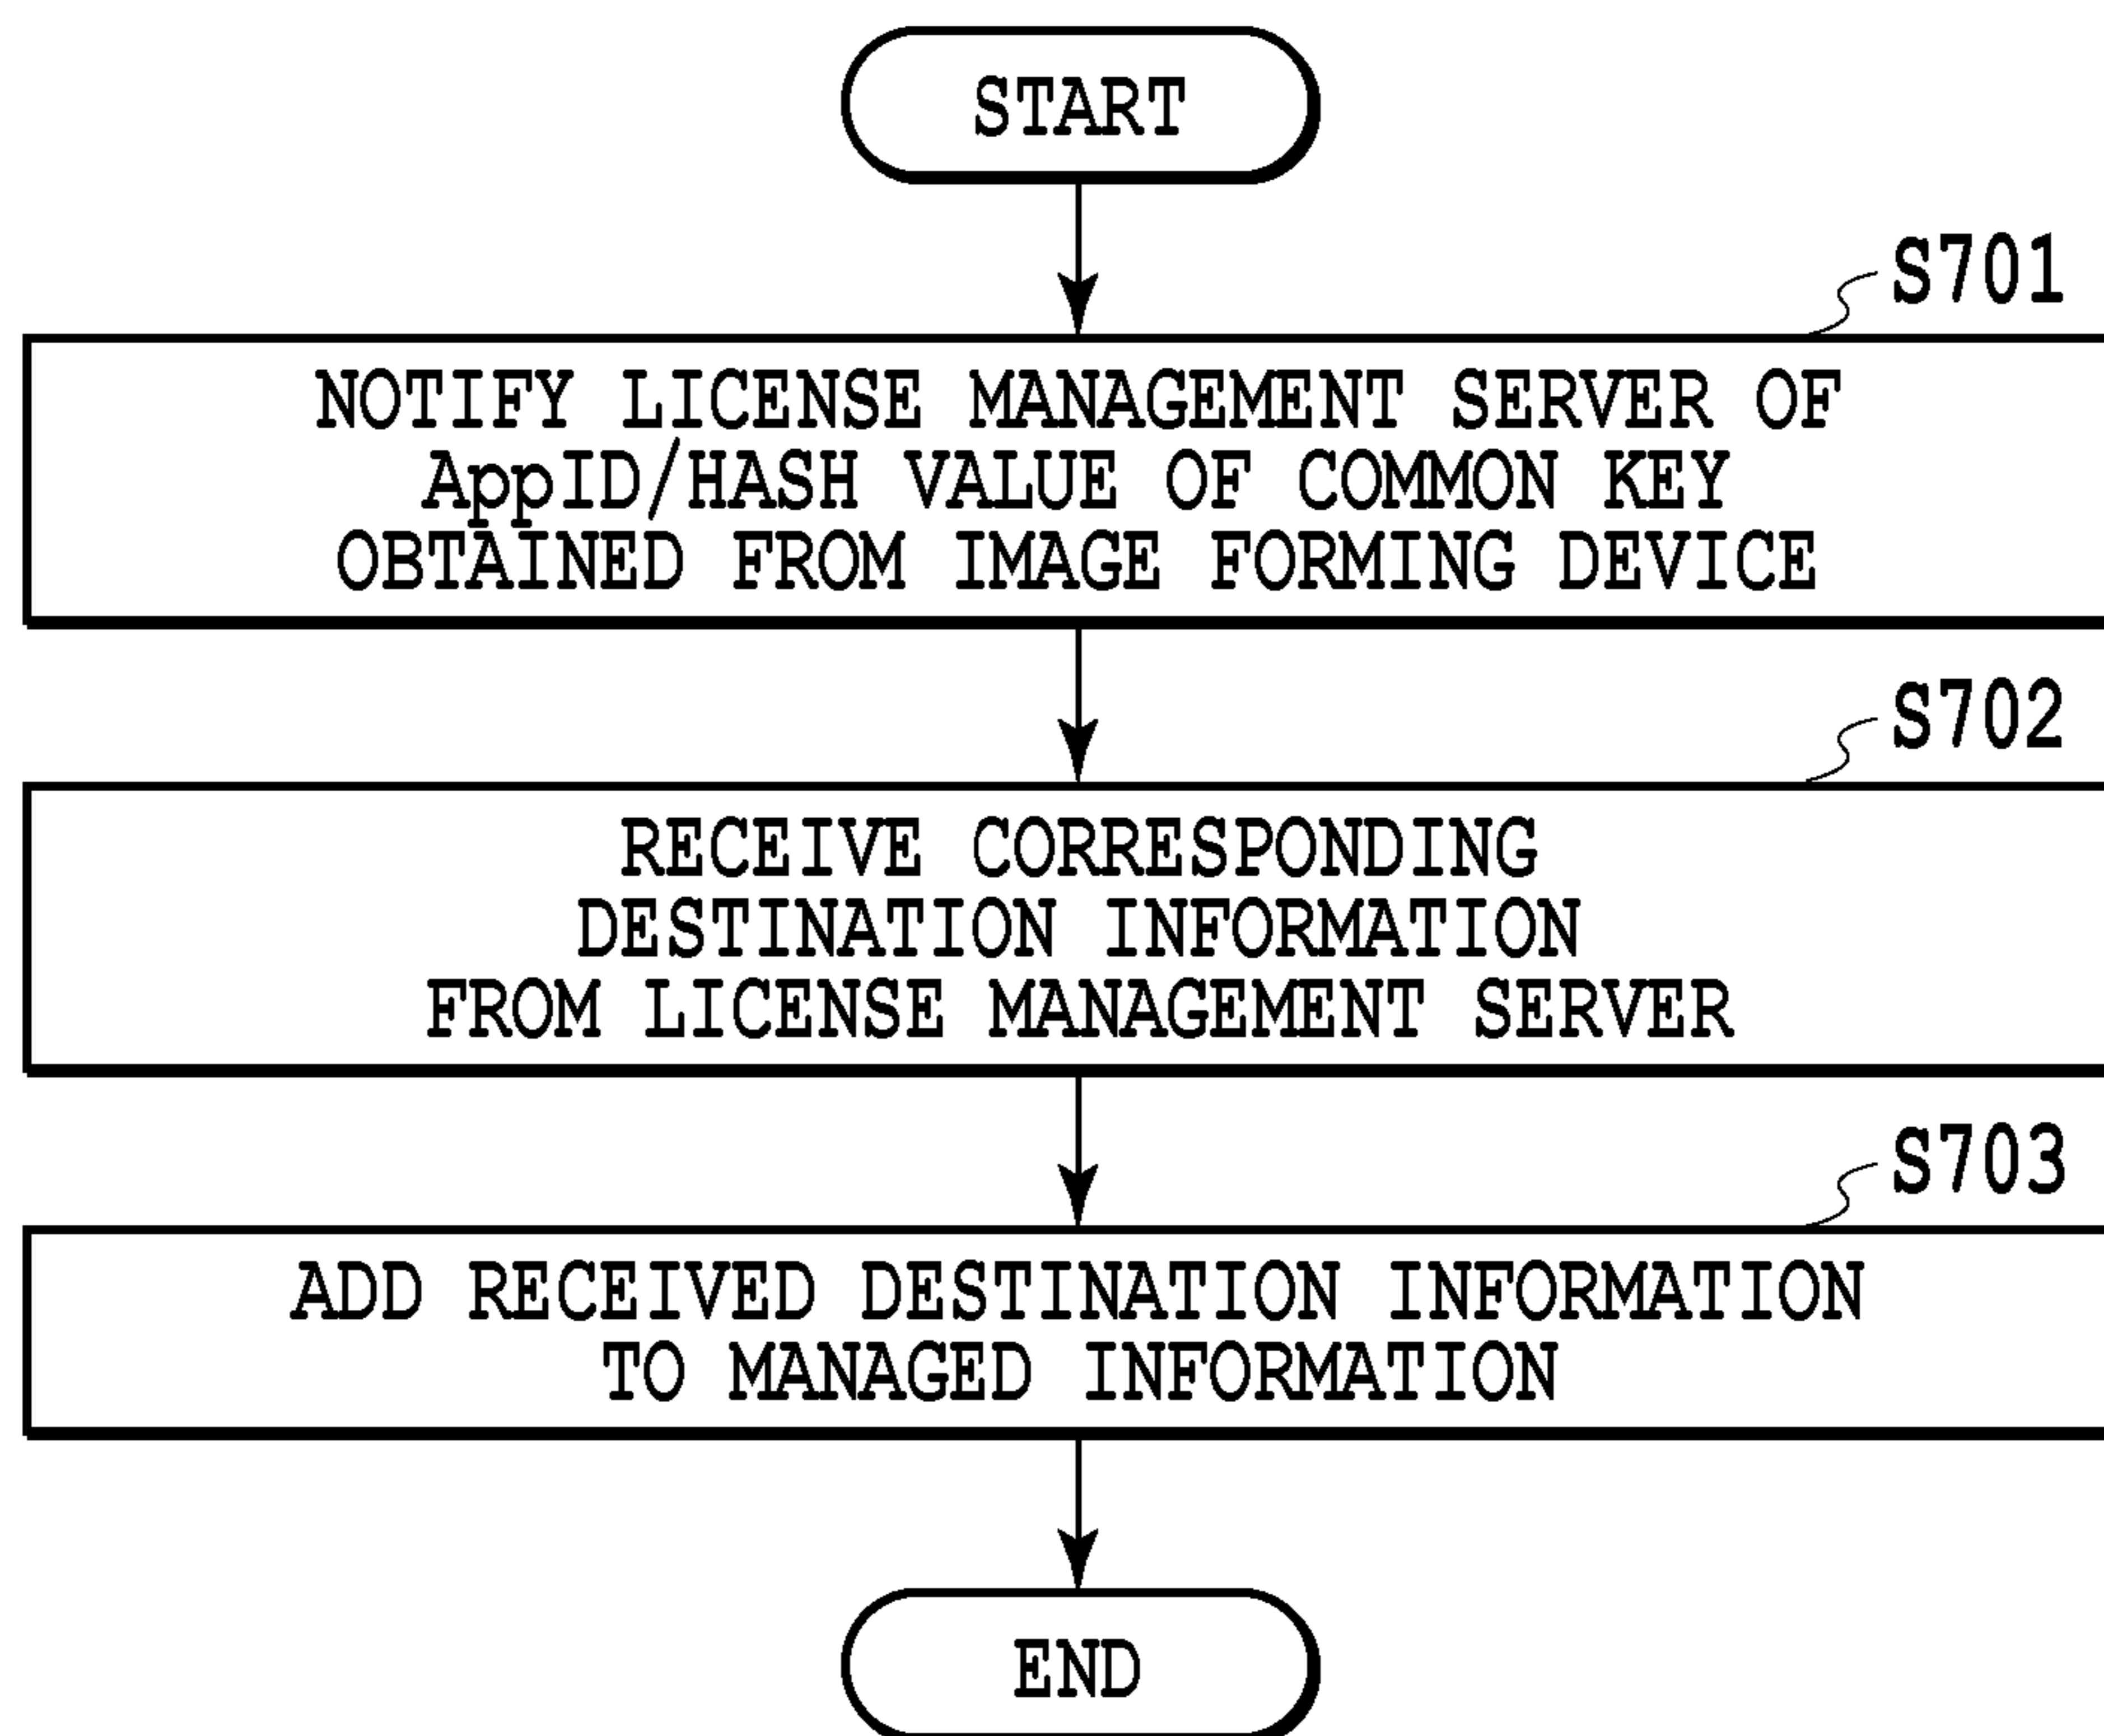 START
S701
NOTIFY LICENSE MANAGEMENT SERVER OF
AppID/HASH VALUE OF COMMON KEY
OBTAINED FROM IMAGE FORMING DEVICE
S702
RECEIVE CORRESPONDING
DESTINATION INFORMATION
FROM LICENSE MANAGEMENT SERVER
S703
ADD RECEIVED DESTINATION INFORMATION
TO MANAGED INFORMATION
END